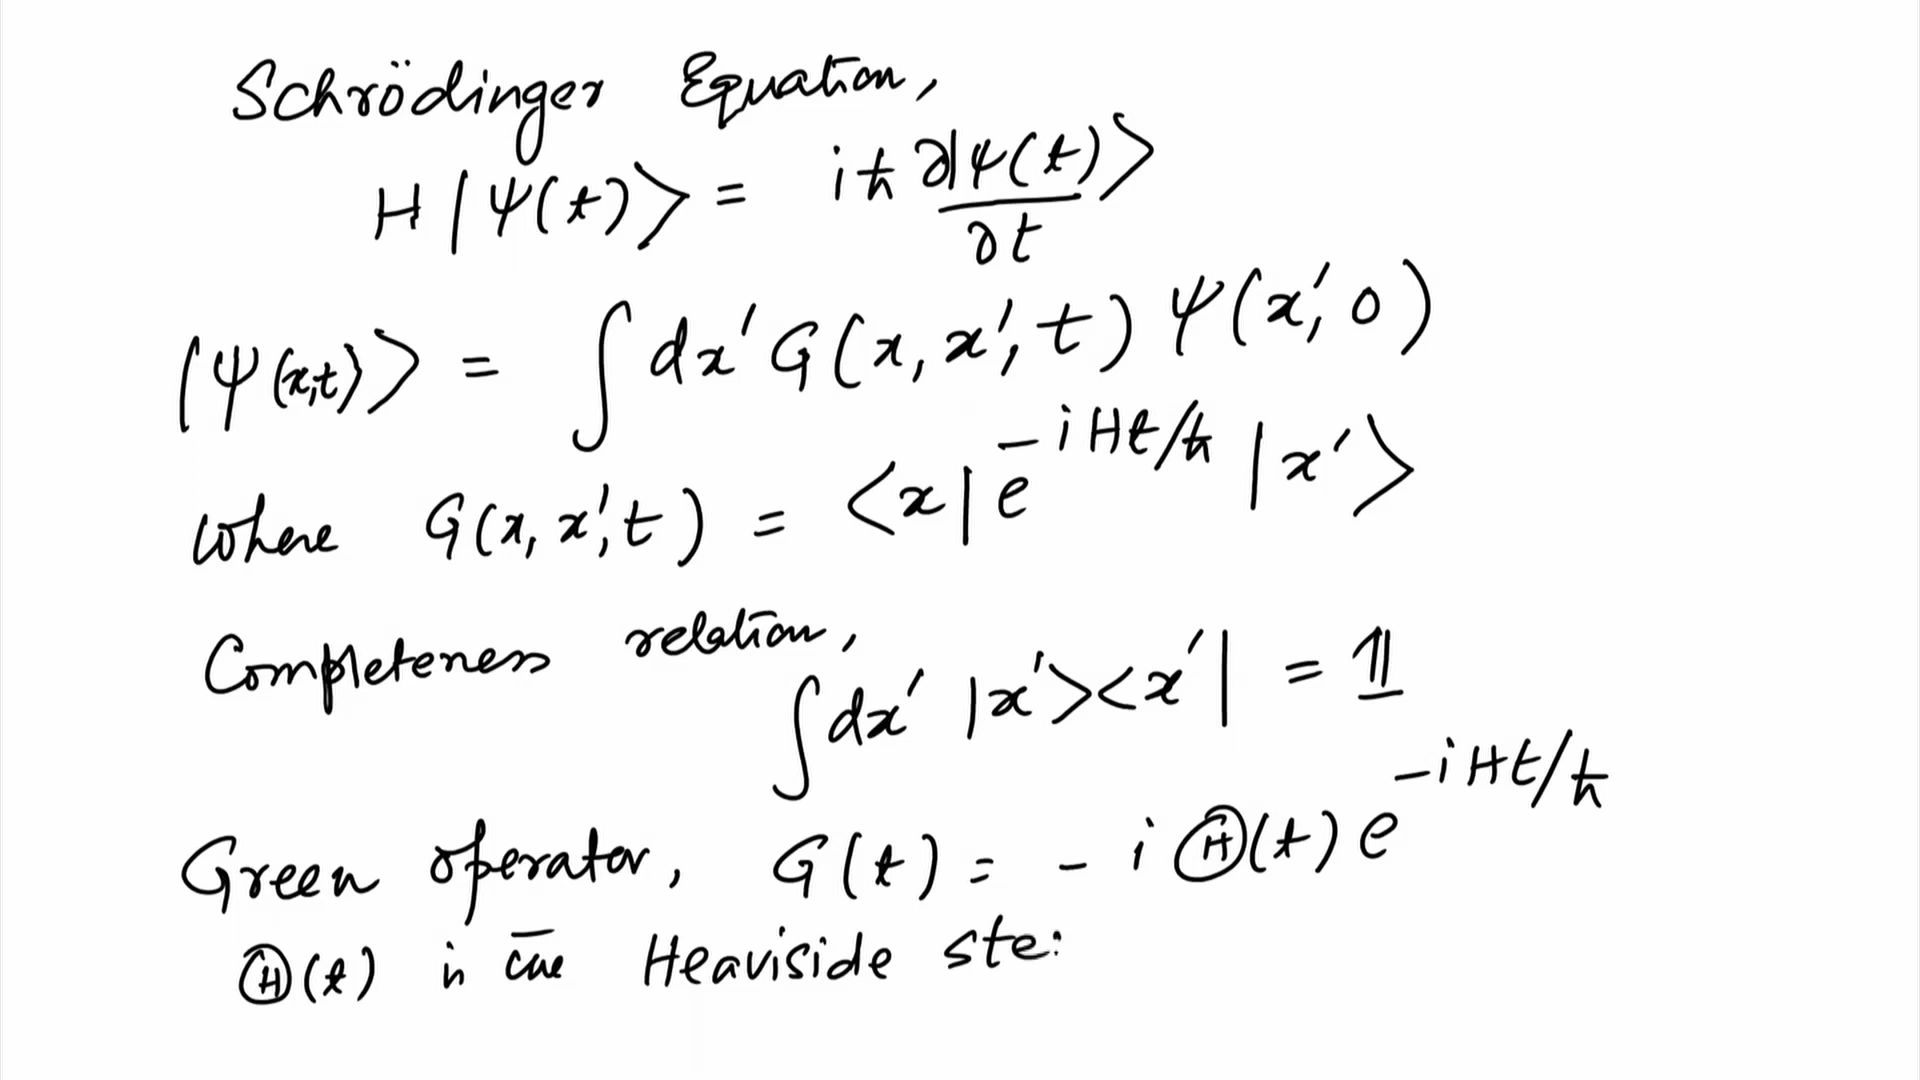 Schrödinger Equation,
H|Ψ(t)⟩ = iħ ∂|Ψ(t)⟩/∂t
|Ψ(x,t)⟩ = ∫dx′ G(x, x′; t) Ψ(x′, 0)
where G(x, x′; t) = ⟨x| e^{-iHt/ħ} |x′⟩
Completeness relation,
∫dx′ |x′⟩⟨x′| = 𝟙
Green operator, G(t) = -i Θ(t) e^{-iHt/ħ}
Θ(t) is the Heaviside ste